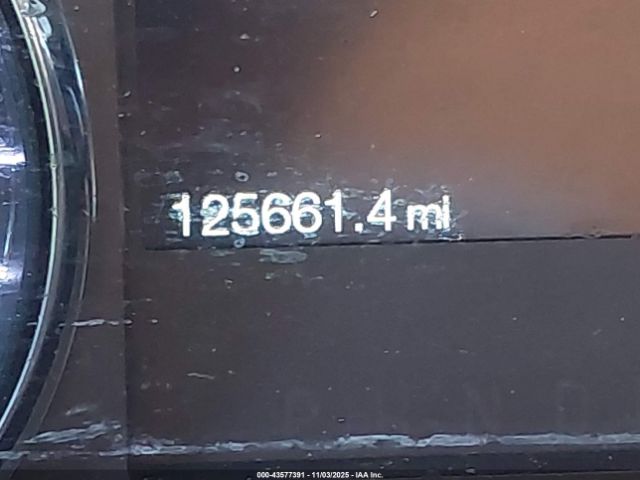 125661.4 mi
P R N D
000-43577391 - 11/03/2025 - IAA Inc.